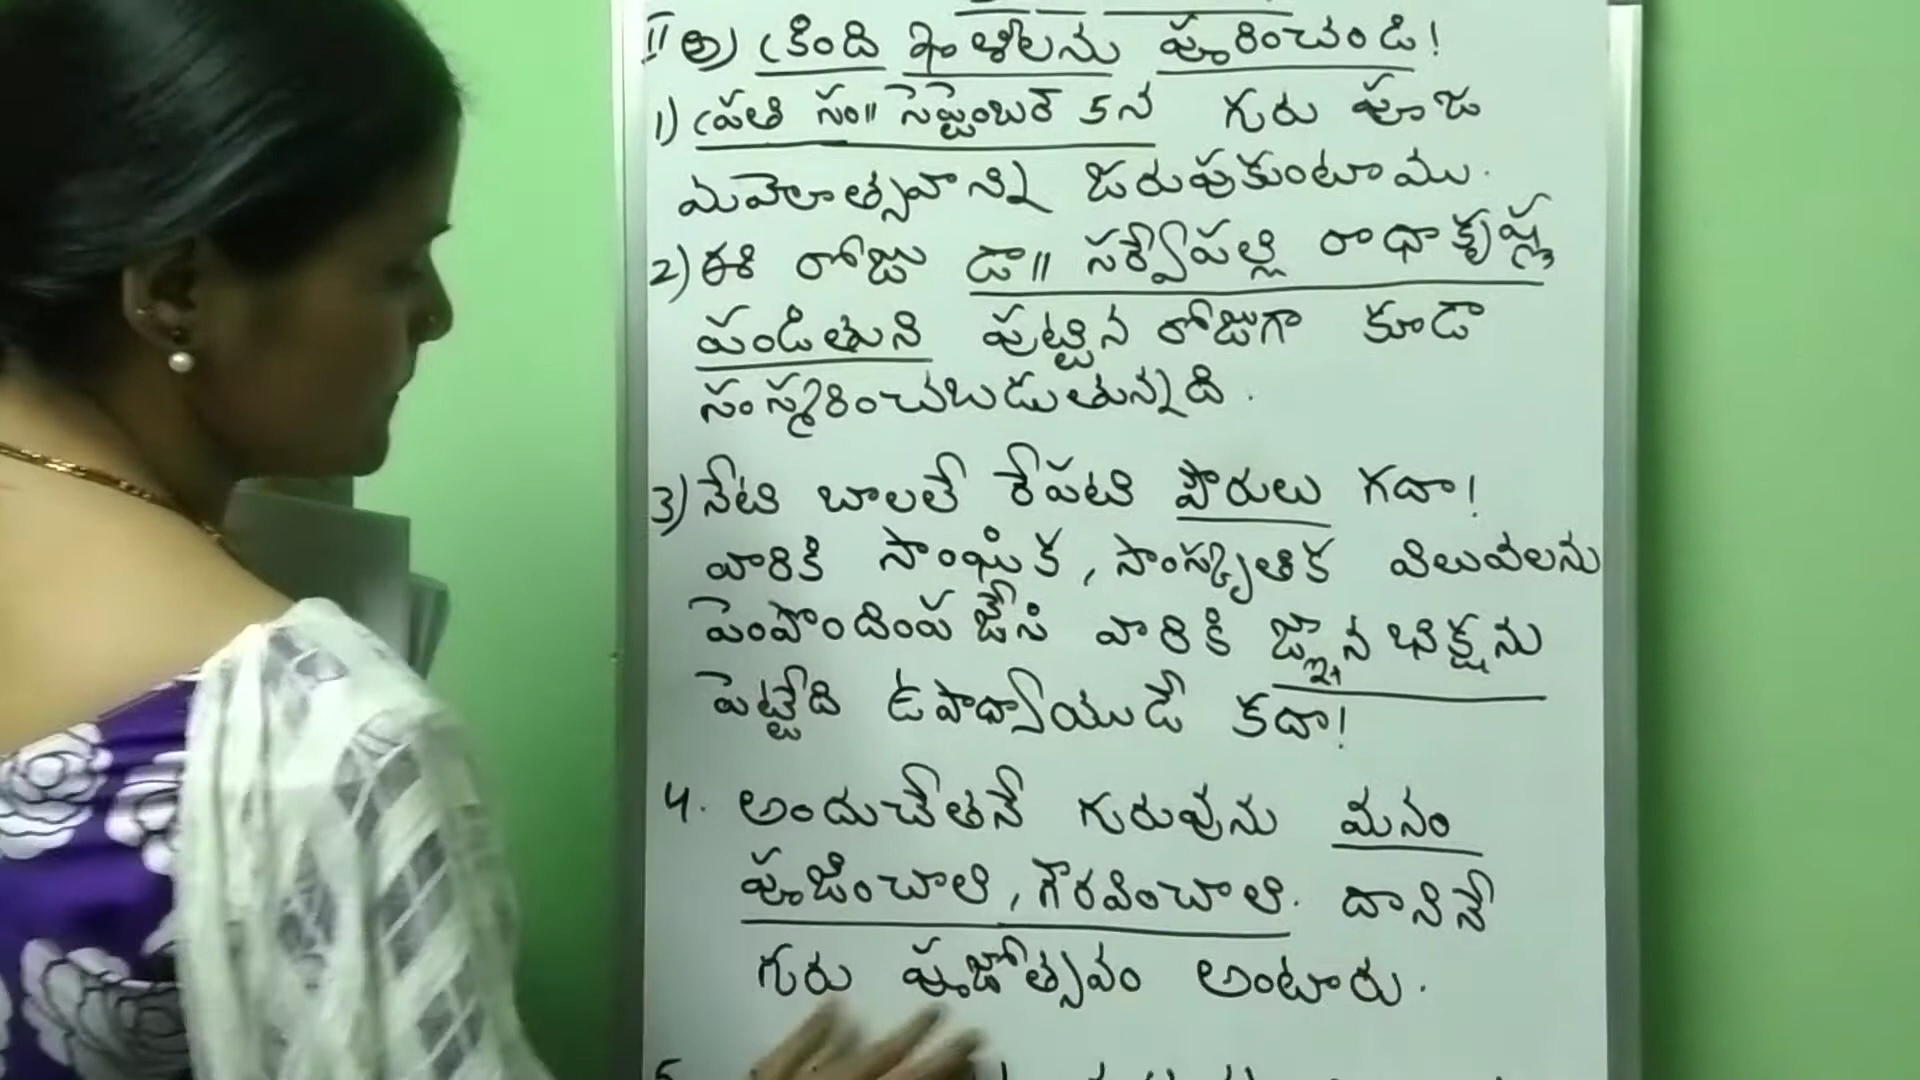 II అ) క్రింది ఖాళీలను పూరించండి!
1) ప్రతి సం॥ సెప్టెంబర్ 5న గురు పూజ
మహోత్సవాన్ని జరుపుకుంటాము.
2) ఈ రోజు డా॥ సర్వేపల్లి రాధాకృష్ణ
పండితుని పుట్టిన రోజుగా కూడా
సంస్మరించబడుతున్నది.
3) నేటి బాలలే రేపటి పౌరులు గదా!
వారికి సాంఘిక, సాంస్కృతిక విలువలను
పెంపొందింప జేసి వారికి జ్ఞాన భిక్షను
పెట్టేది ఉపాధ్యాయుడే కదా!
4. అందుచేతనే గురువును మనం
పూజించాలి, గౌరవించాలి. దానినే
గురు పూజోత్సవం అంటారు.